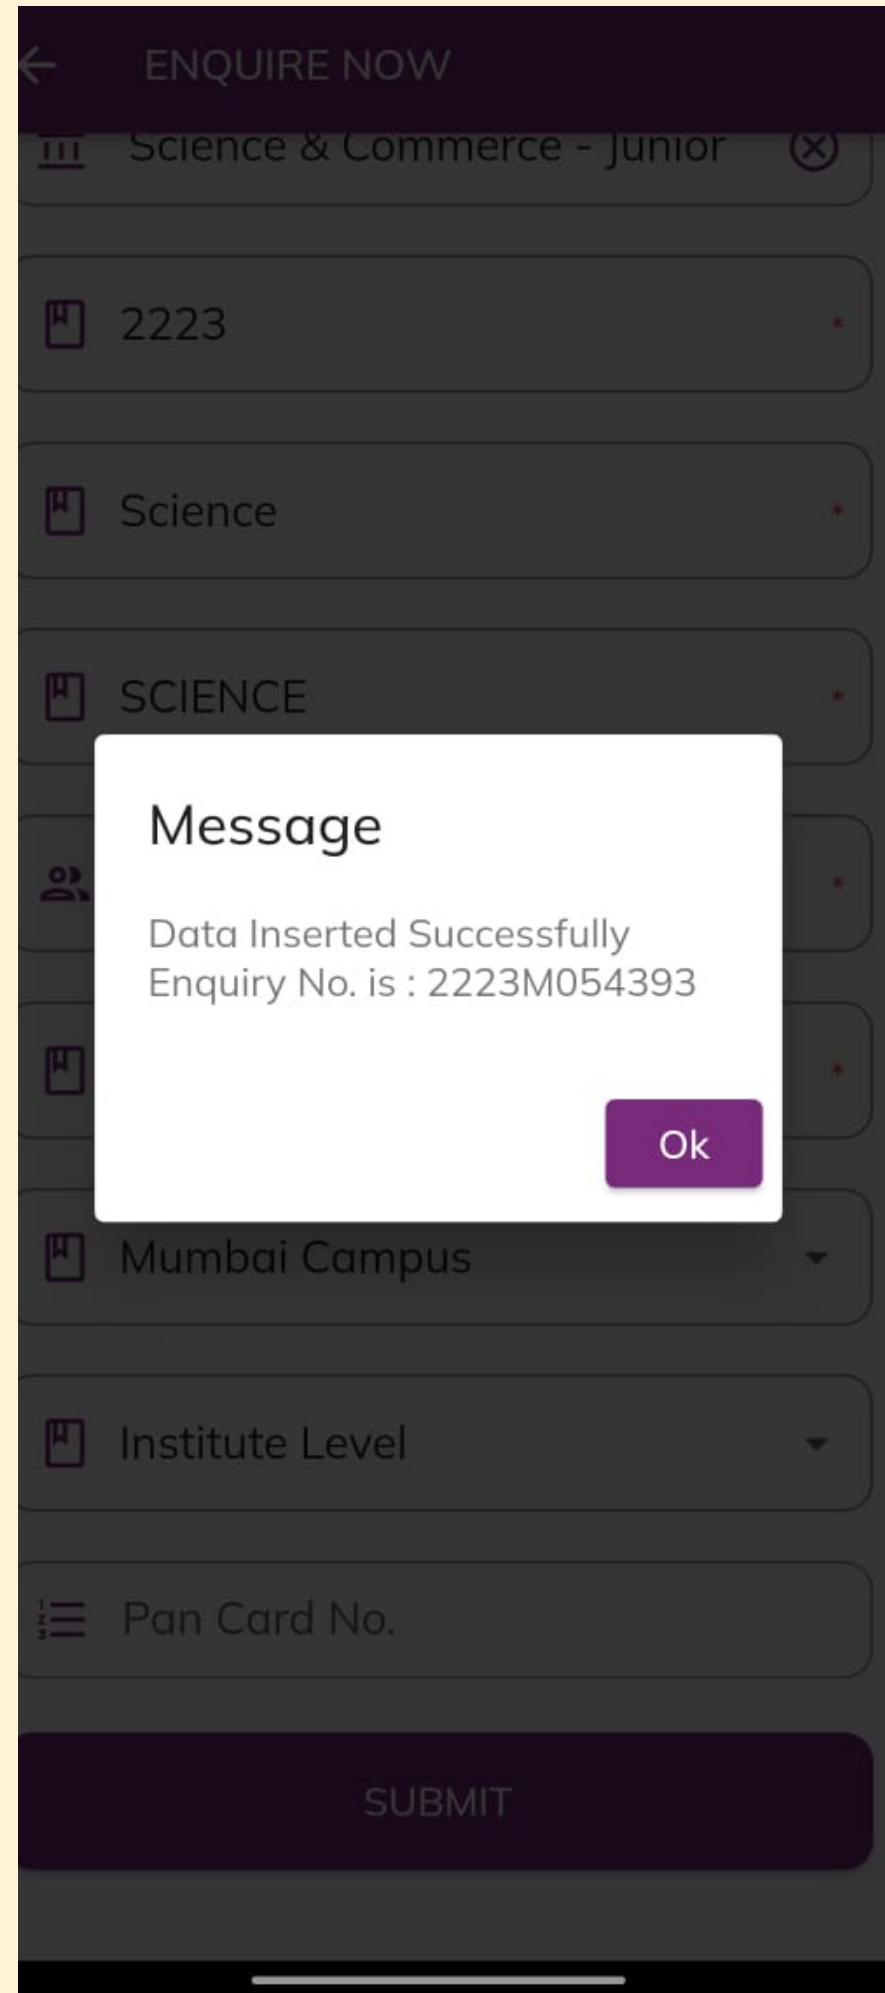 ENQUIRE NOW
Science & Commerce - Junior
2223
*
Science
*
SCIENCE
*
Message
*
Data Inserted Successfully
Enquiry No. is : 2223M054393
*
Ok
Mumbai Campus
Institute Level
Pan Card No.
SUBMIT